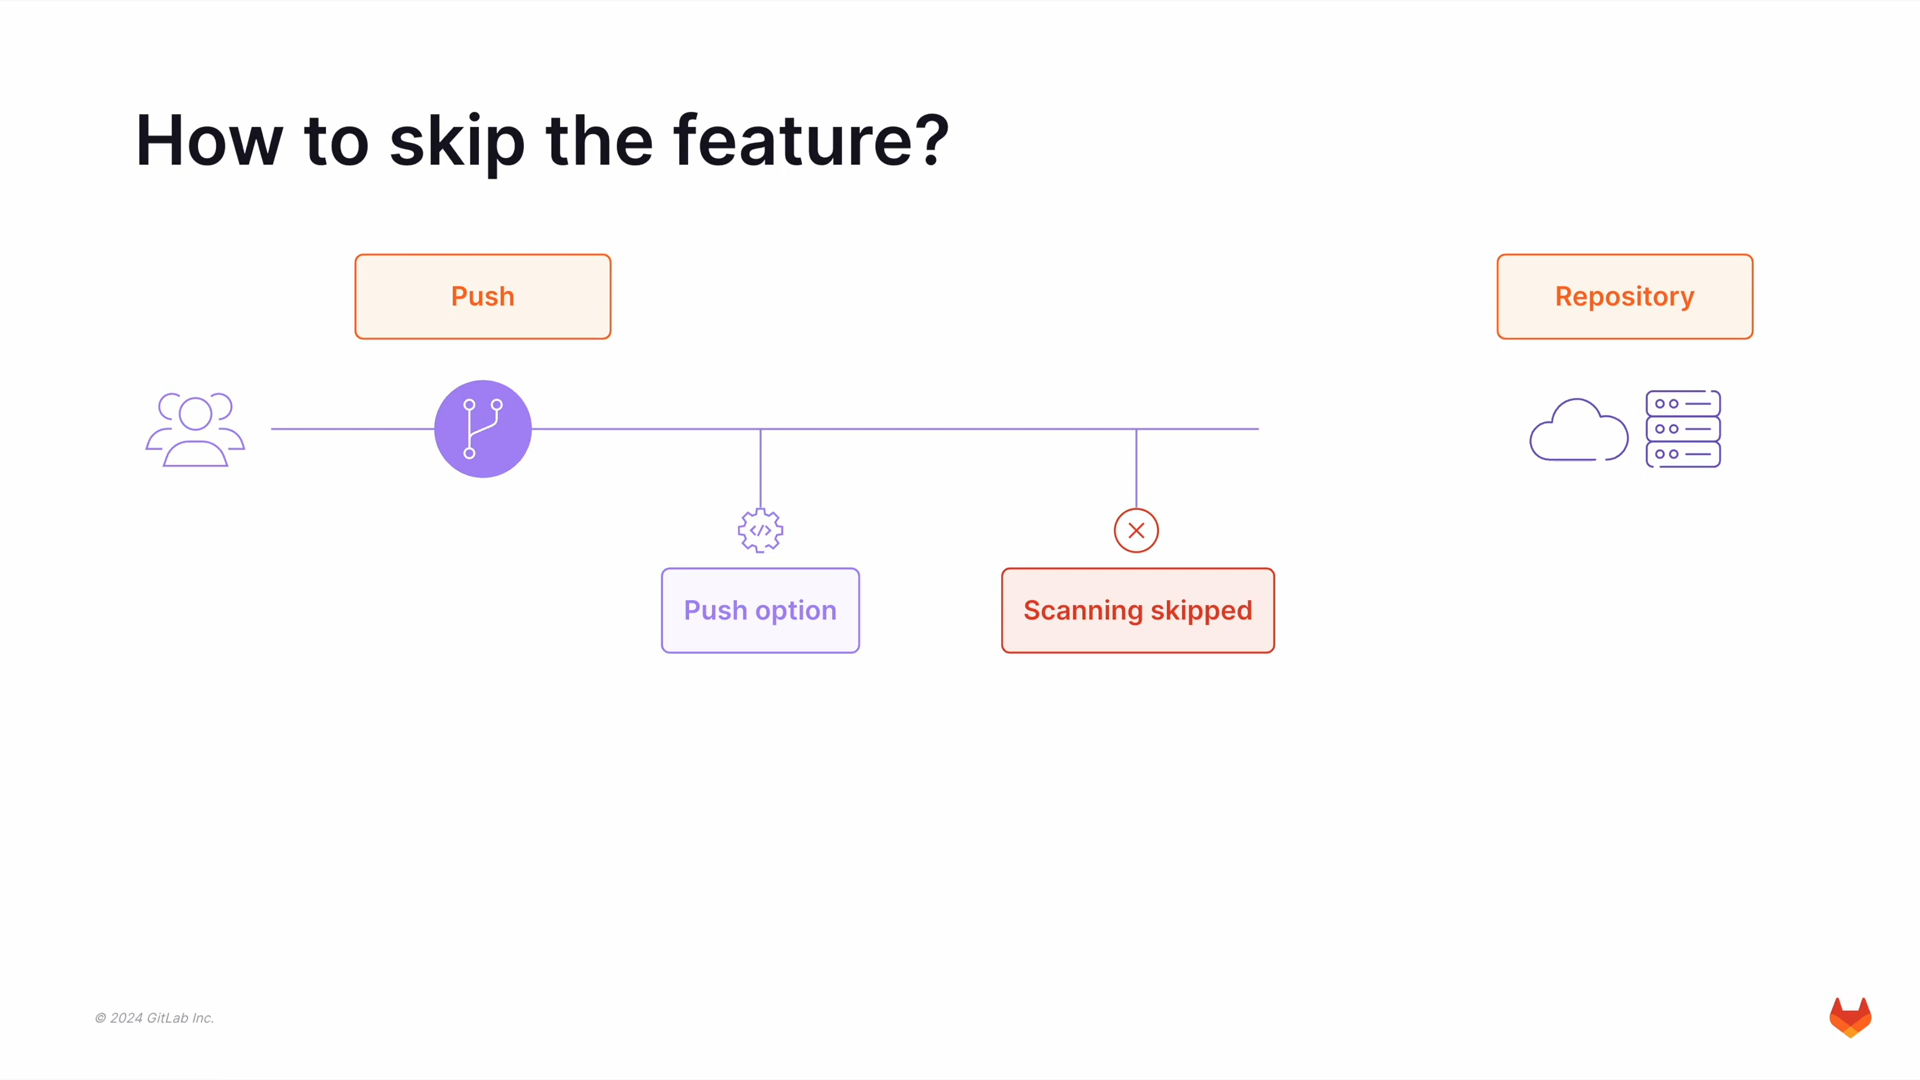 How to skip the feature?
Push
Repository
Push option
Scanning skipped
© 2024 GitLab Inc.